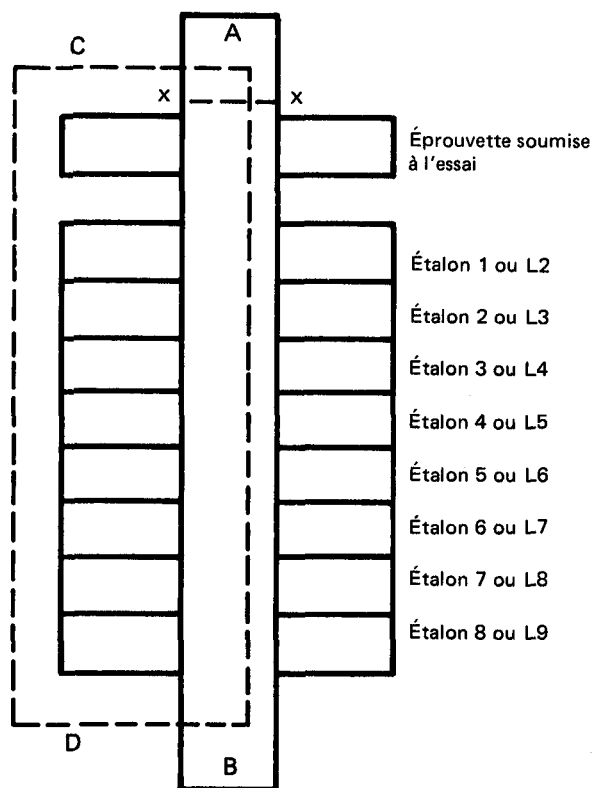 A
C
x x
Éprouvette soumise
à l'essai
Étalon 1 ou L2
Étalon 2 ou L3
Étalon 3 ou L4
Étalon 4 ou L5
Étalon 5 ou L6
Étalon 6 ou L7
Étalon 7 ou L8
Étalon 8 ou L9
D
B